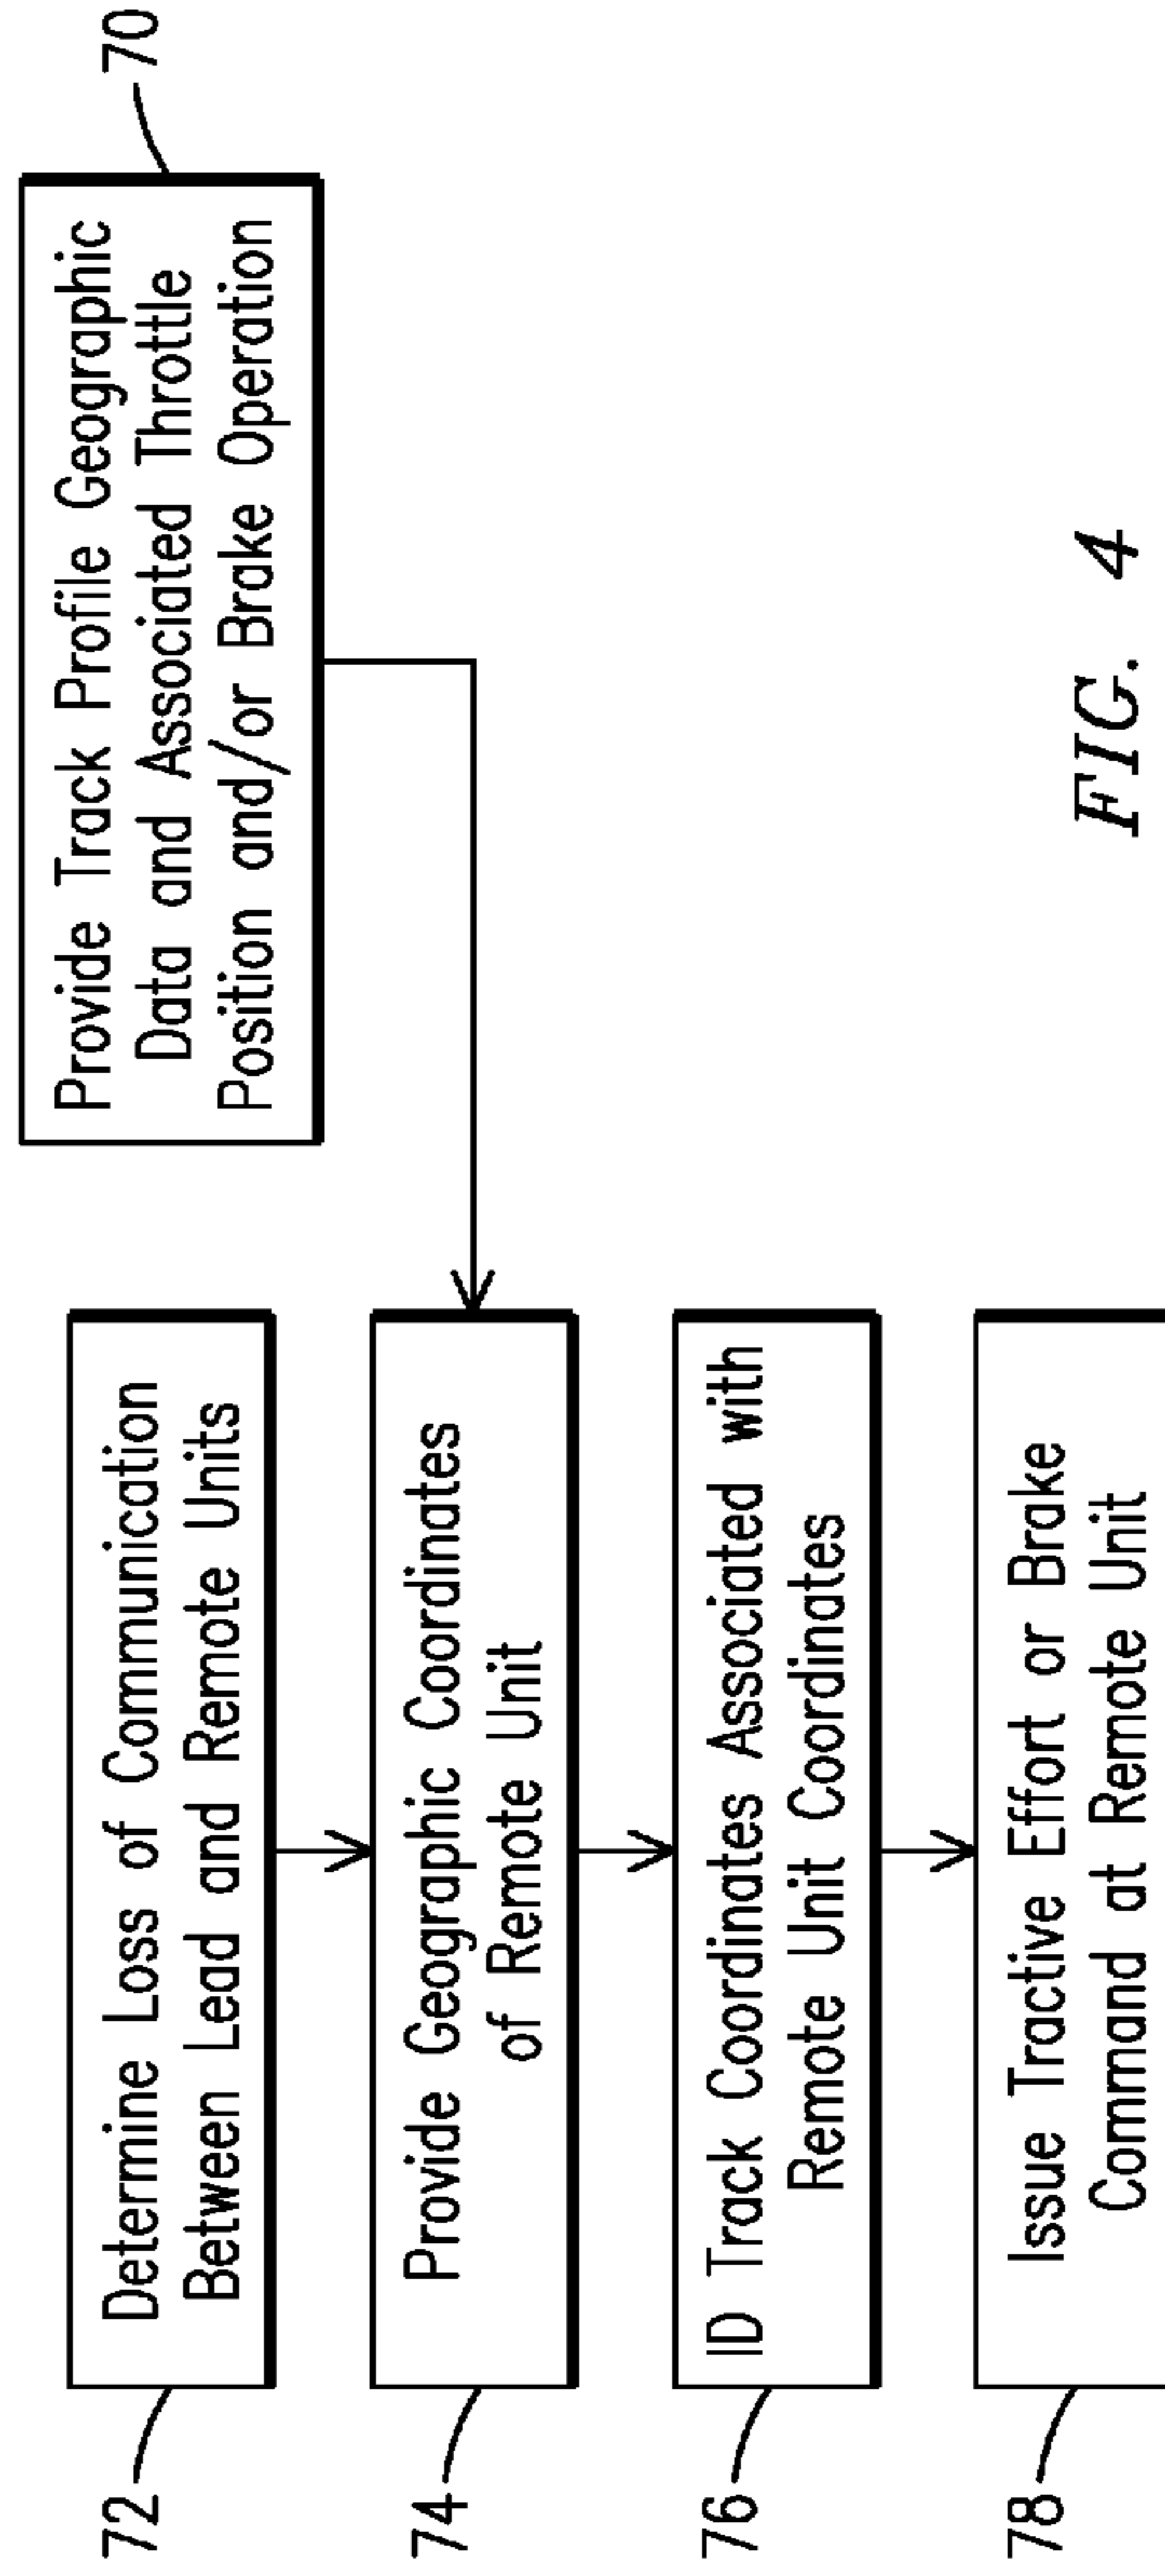 70
Provide Track Profile Geographic
Data and Associated Throttle
Position and/or Brake Operation
72
Determine Loss of Communication
Between Lead and Remote Units
74
Provide Geographic Coordinates
of Remote Unit
76
ID Track Coordinates Associated with
Remote Unit Coordinates
78
Issue Tractive Effort or Brake
Command at Remote Unit
FIG. 4